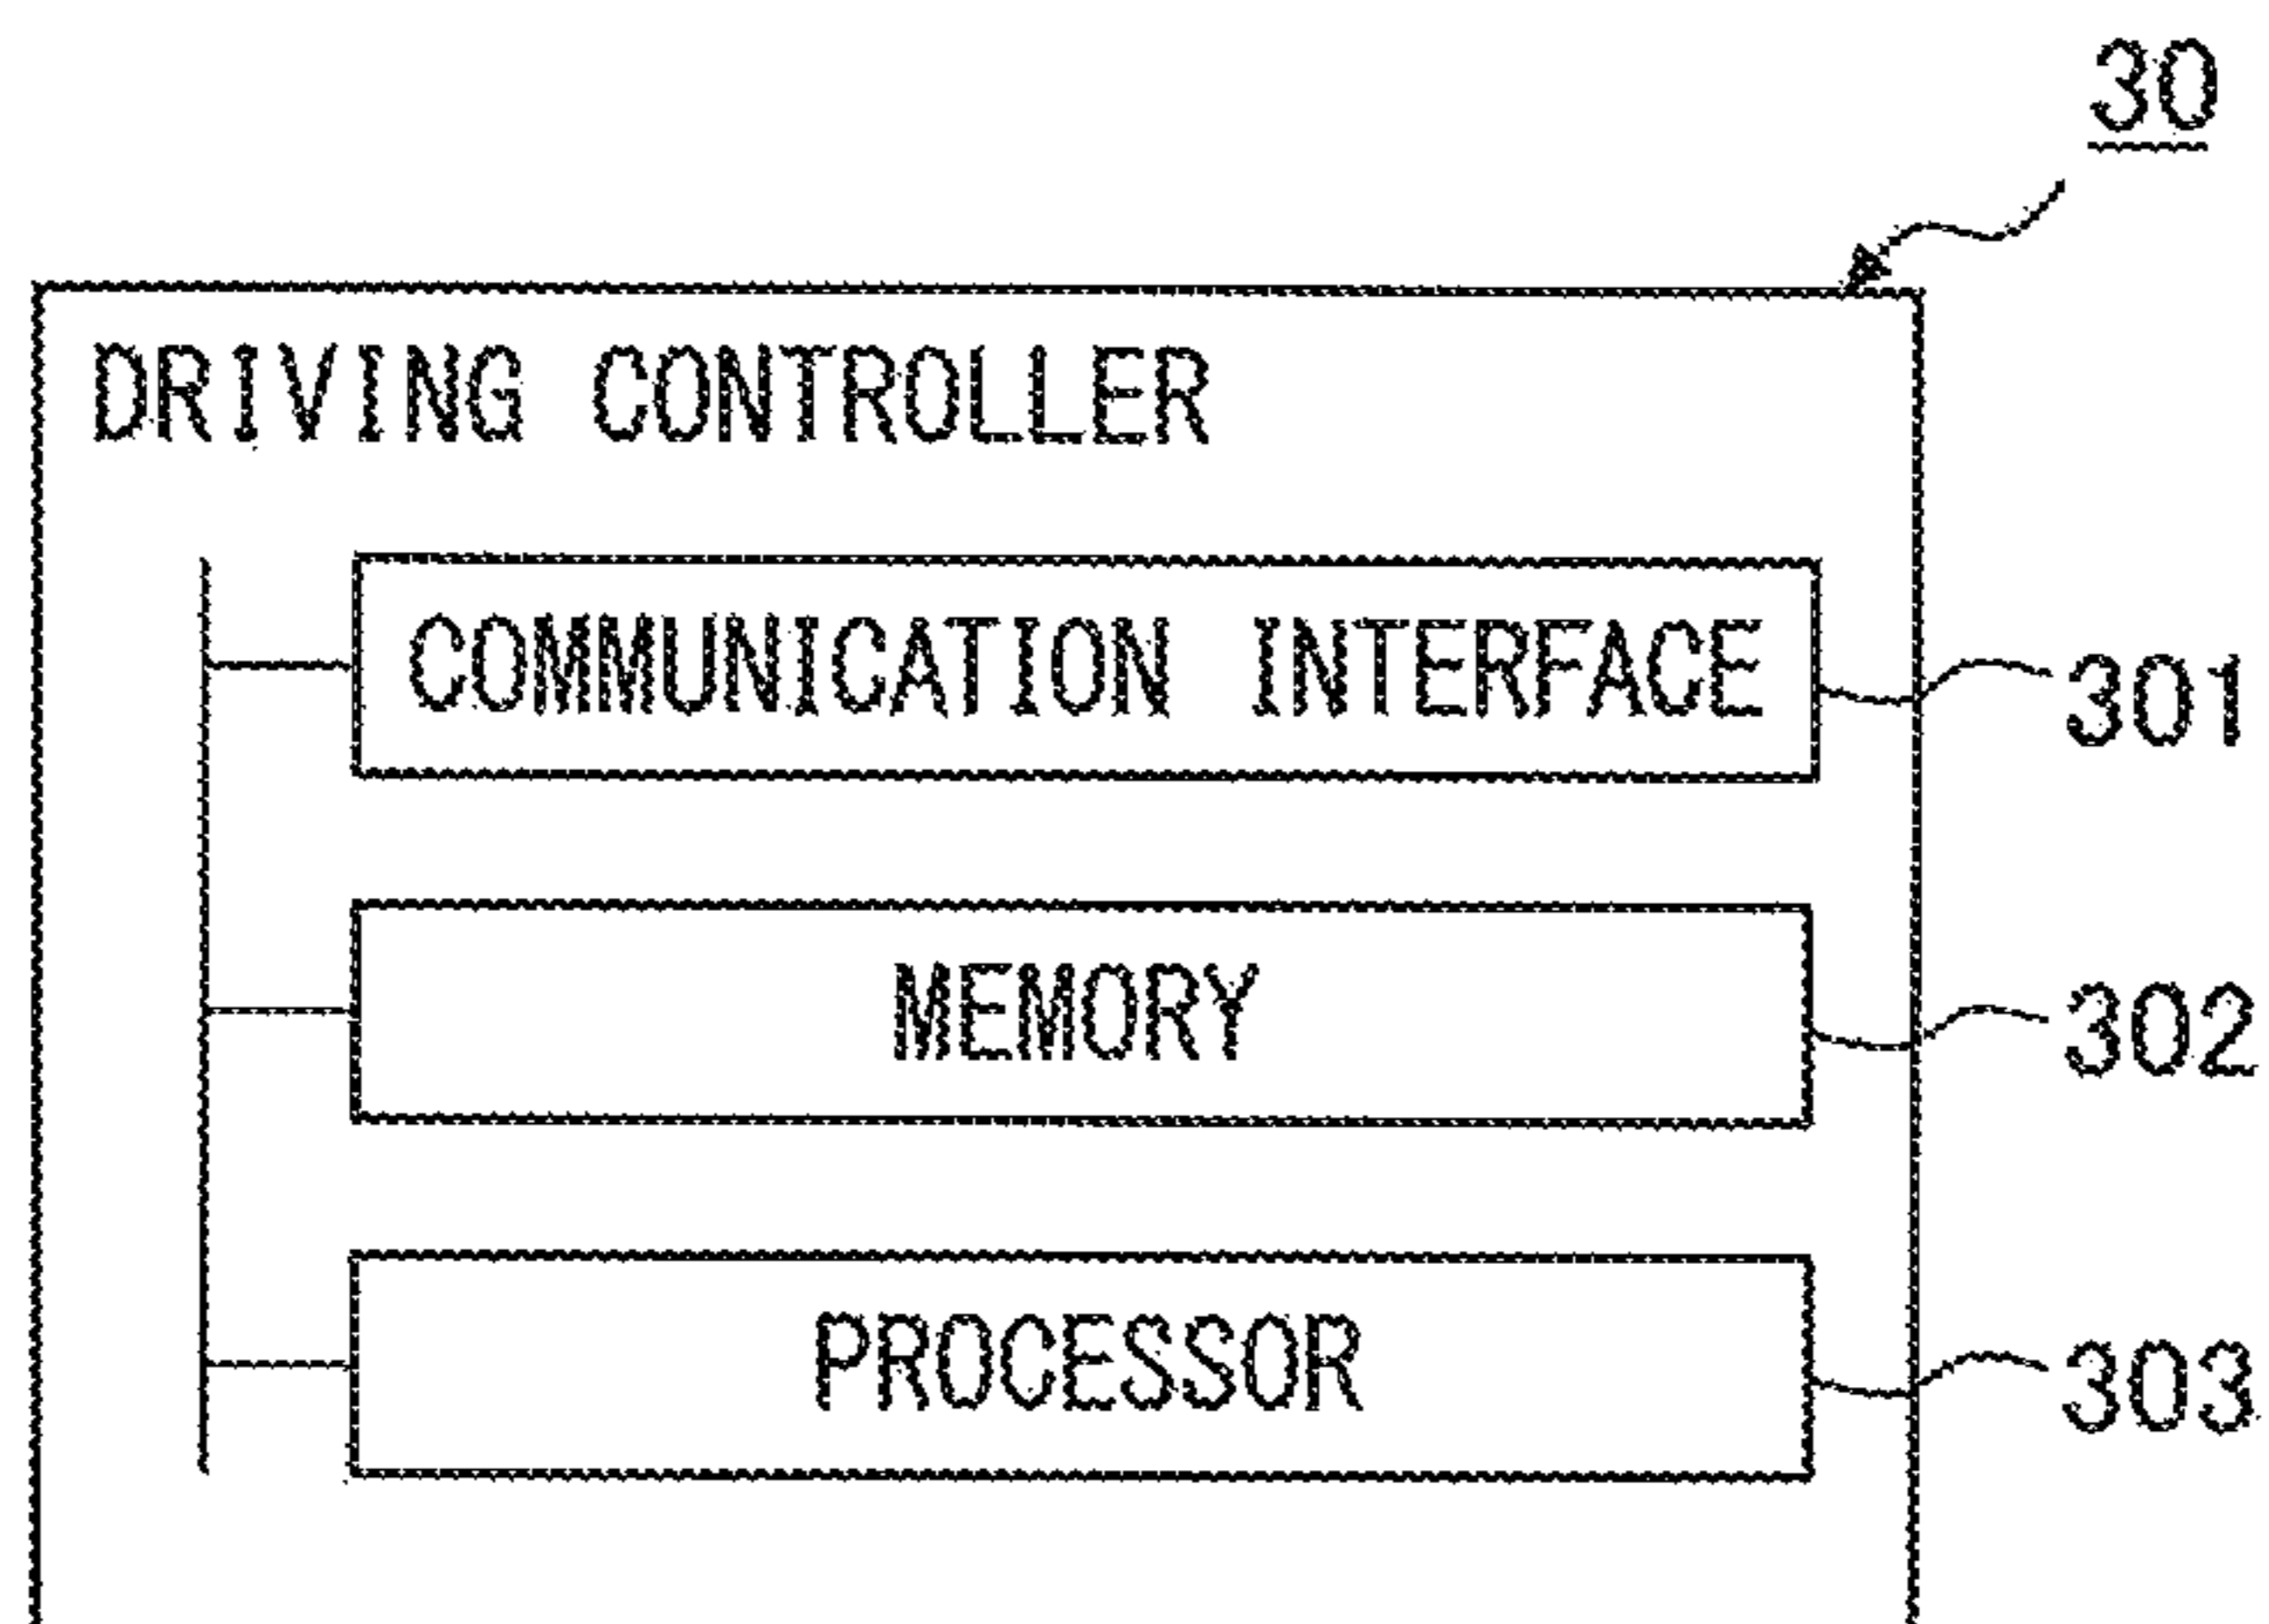 30
DRIVING CONTROLLER
COMMUNICATION INTERFACE
301
MEMORY
302
PROCESSOR
303